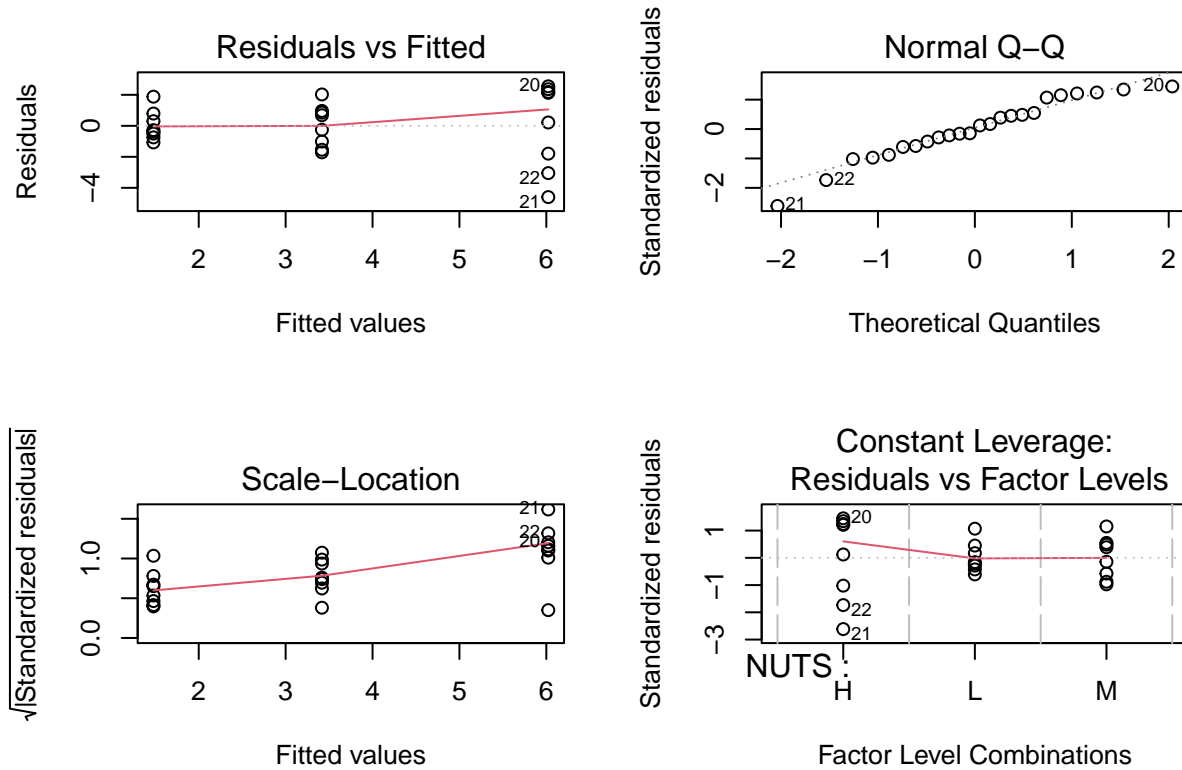 Residuals vs Fitted
Residuals
0
−4
20
22
21
2 3 4 5 6
Fitted values
Normal Q−Q
Standardized residuals
0
−2
20
22
21
−2 −1 0 1 2
Theoretical Quantiles
Scale−Location
√|Standardized residuals|
1.0
0.0
21
22
20
2 3 4 5 6
Fitted values
Constant Leverage:
Residuals vs Factor Levels
Standardized residuals
1
−1
−3
20
22
21
NUTS :
H L M
Factor Level Combinations